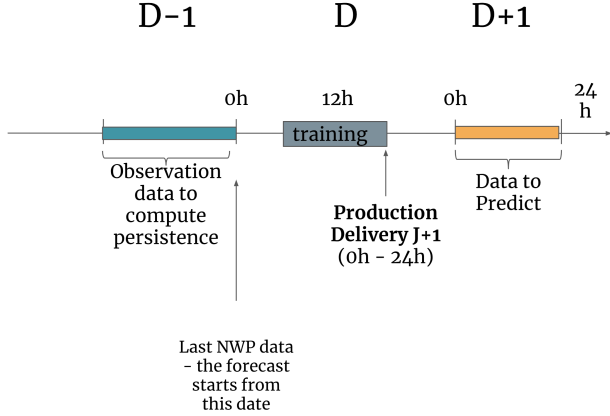 D-1 D D+1
0h 12h 0h 24
h
training
Observation
data to
compute
persistence
Production
Delivery J+1
(0h - 24h)
Data to
Predict
Last NWP data
- the forecast
starts from
this date